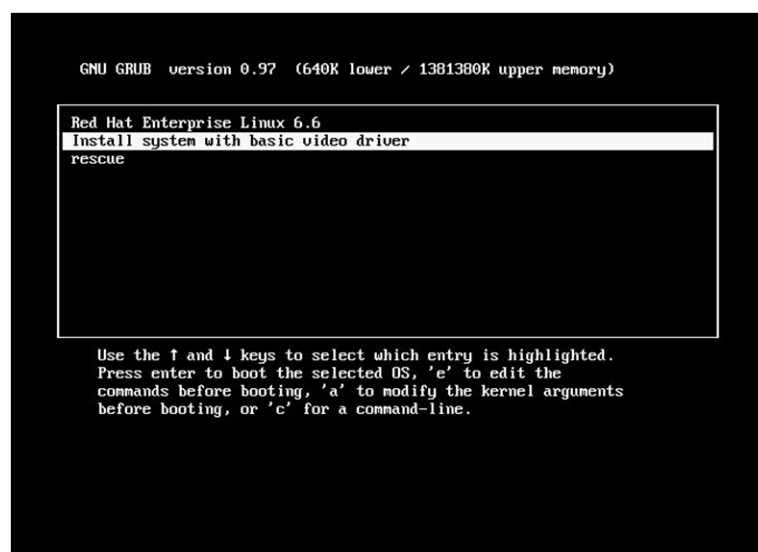 GNU GRUB version 0.97 (640K lower / 1381380K upper memory)
Red Hat Enterprise Linux 6.6
Install system with basic video driver
rescue
Use the ↑ and ↓ keys to select which entry is highlighted.
Press enter to boot the selected OS, 'e' to edit the
commands before booting, 'a' to modify the kernel arguments
before booting, or 'c' for a command-line.